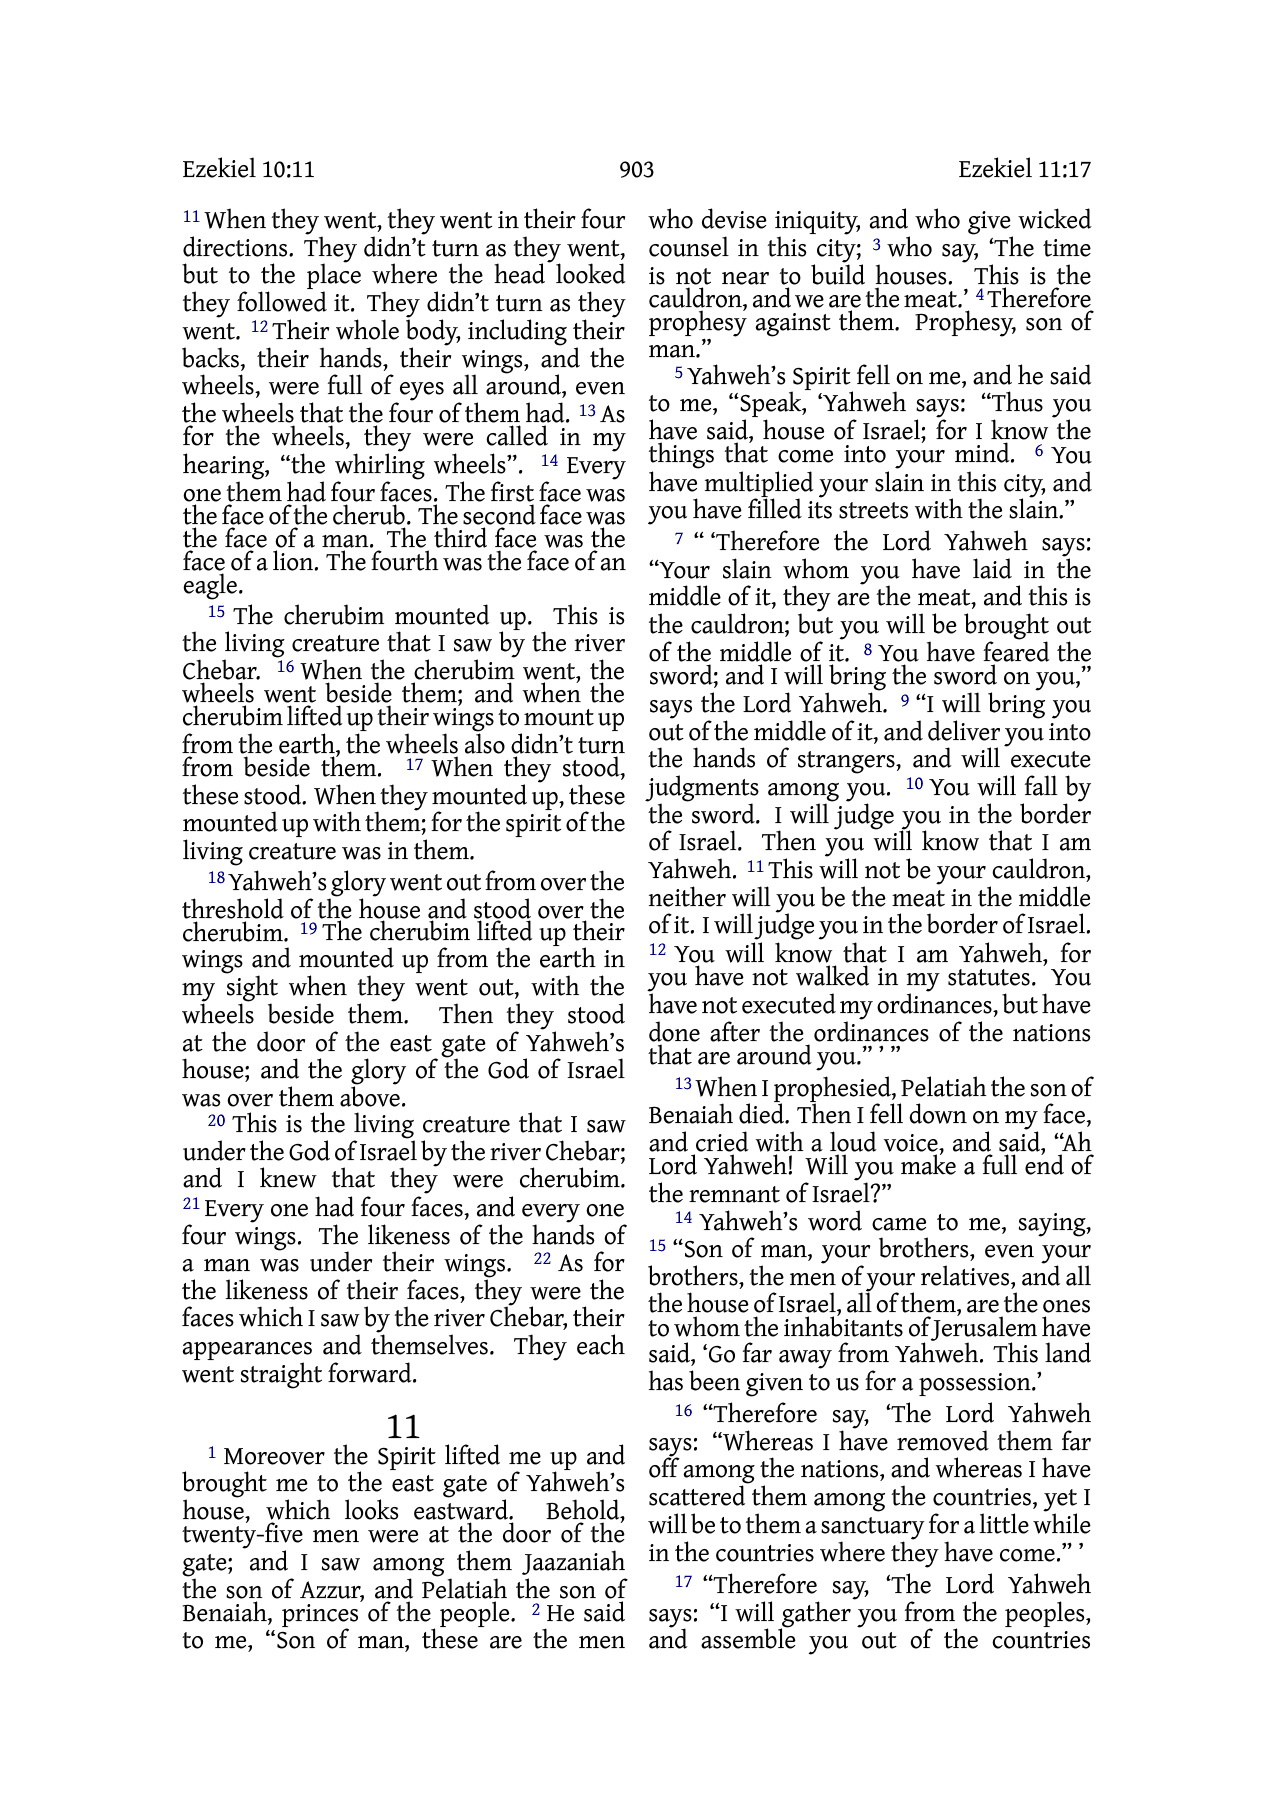 Ezekiel 10:11 903 Ezekiel 11:17
11 When they went, they went in their four
directions. They didn’t turn as they went,
but to the place where the head looked
they followed it. They didn’t turn as they
went. 12 Their whole body, including their
backs, their hands, their wings, and the
wheels, were full of eyes all around, even
the wheels that the four of them had. 13 As
for the wheels, they were called in my
hearing, “the whirling wheels”. 14 Every
one them had four faces. The first face was
the face of the cherub. The second face was
the face of a man. The third face was the
face of a lion. The fourth was the face of an
eagle.
15 The cherubim mounted up. This is
the living creature that I saw by the river
Chebar. 16 When the cherubim went, the
wheels went beside them; and when the
cherubim lifted up their wings to mount up
from the earth, the wheels also didn’t turn
from beside them. 17 When they stood,
these stood. When they mounted up, these
mounted up with them; for the spirit of the
living creature was in them.
18 Yahweh’s glory went out from over the
threshold of the house and stood over the
cherubim. 19 The cherubim lifted up their
wings and mounted up from the earth in
my sight when they went out, with the
wheels beside them. Then they stood
at the door of the east gate of Yahweh’s
house; and the glory of the God of Israel
was over them above.
20 This is the living creature that I saw
under the God of Israel by the river Chebar;
and I knew that they were cherubim.
21 Every one had four faces, and every one
four wings. The likeness of the hands of
a man was under their wings. 22 As for
the likeness of their faces, they were the
faces which I saw by the river Chebar, their
appearances and themselves. They each
went straight forward.
11
1 Moreover the Spirit lifted me up and
brought me to the east gate of Yahweh’s
house, which looks eastward. Behold,
twenty-five men were at the door of the
gate; and I saw among them Jaazaniah
the son of Azzur, and Pelatiah the son of
Benaiah, princes of the people. 2 He said
to me, “Son of man, these are the men
who devise iniquity, and who give wicked
counsel in this city; 3 who say, ‘The time
is not near to build houses. This is the
cauldron, and we are the meat.’ 4 Therefore
prophesy against them. Prophesy, son of
man.”
5 Yahweh’s Spirit fell on me, and he said
to me, “Speak, ‘Yahweh says: “Thus you
have said, house of Israel; for I know the
things that come into your mind. 6 You
have multiplied your slain in this city, and
you have filled its streets with the slain.”
7 “ ‘Therefore the Lord Yahweh says:
“Your slain whom you have laid in the
middle of it, they are the meat, and this is
the cauldron; but you will be brought out
of the middle of it. 8 You have feared the
sword; and I will bring the sword on you,”
says the Lord Yahweh. 9 “I will bring you
out of the middle of it, and deliver you into
the hands of strangers, and will execute
judgments among you. 10 You will fall by
the sword. I will judge you in the border
of Israel. Then you will know that I am
Yahweh. 11 This will not be your cauldron,
neither will you be the meat in the middle
of it. I will judge you in the border of Israel.
12 You will know that I am Yahweh, for
you have not walked in my statutes. You
have not executed my ordinances, but have
done after the ordinances of the nations
that are around you.” ’ ”
13 When I prophesied, Pelatiah the son of
Benaiah died. Then I fell down on my face,
and cried with a loud voice, and said, “Ah
Lord Yahweh! Will you make a full end of
the remnant of Israel?”
14 Yahweh’s word came to me, saying,
15 “Son of man, your brothers, even your
brothers, the men of your relatives, and all
the house of Israel, all of them, are the ones
to whom the inhabitants of Jerusalem have
said, ‘Go far away from Yahweh. This land
has been given to us for a possession.’
16 “Therefore say, ‘The Lord Yahweh
says: “Whereas I have removed them far
off among the nations, and whereas I have
scattered them among the countries, yet I
will be to them a sanctuary for a little while
in the countries where they have come.” ’
17 “Therefore say, ‘The Lord Yahweh
says: “I will gather you from the peoples,
and assemble you out of the countries